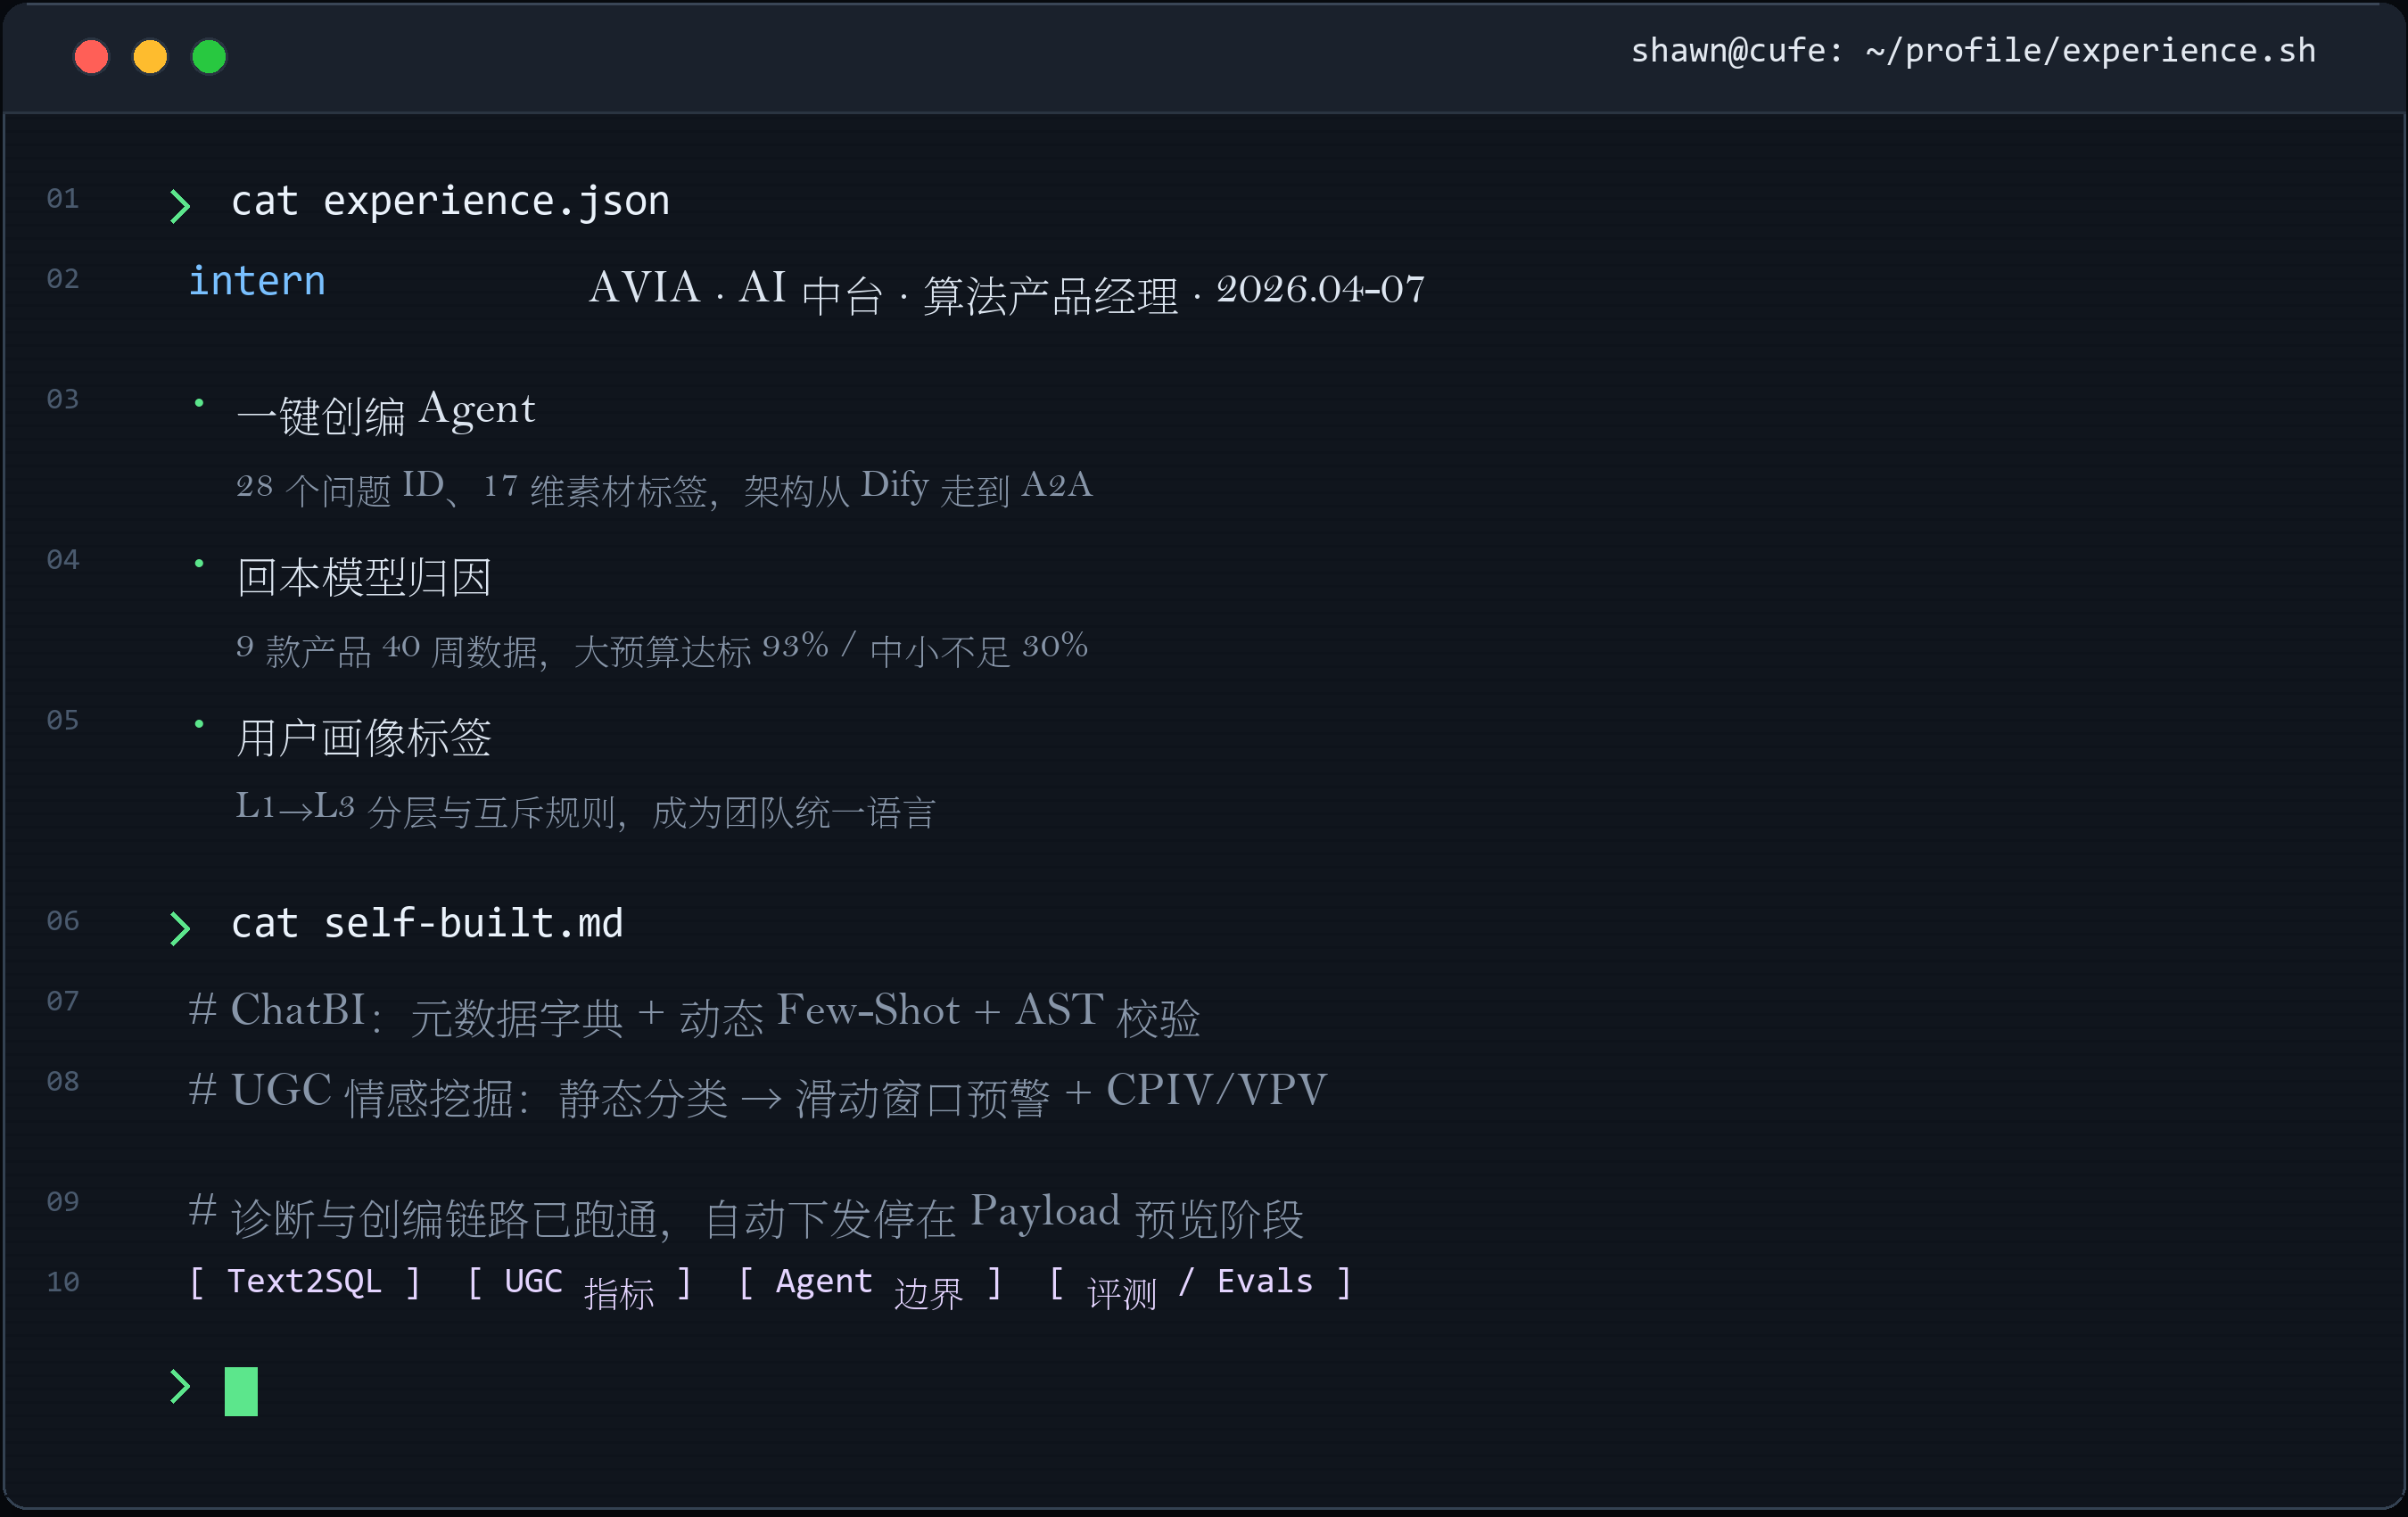 shawn@cufe: ~/profile/experience.sh
01 > cat experience.json
02 intern AVIA · AI 中台 · 算法产品经理 · 2026.04-07
03 · 一键创编 Agent
28 个问题 ID、17 维素材标签，架构从 Dify 走到 A2A
04 · 回本模型归因
9 款产品 40 周数据，大预算达标 93% / 中小不足 30%
05 · 用户画像标签
L1→L3 分层与互斥规则，成为团队统一语言
06 > cat self-built.md
07 # ChatBI：元数据字典 + 动态 Few-Shot + AST 校验
08 # UGC 情感挖掘：静态分类 → 滑动窗口预警 + CPIV/VPV
09 # 诊断与创编链路已跑通，自动下发停在 Payload 预览阶段
10 [ Text2SQL ] [ UGC 指标 ] [ Agent 边界 ] [ 评测 / Evals ]
>